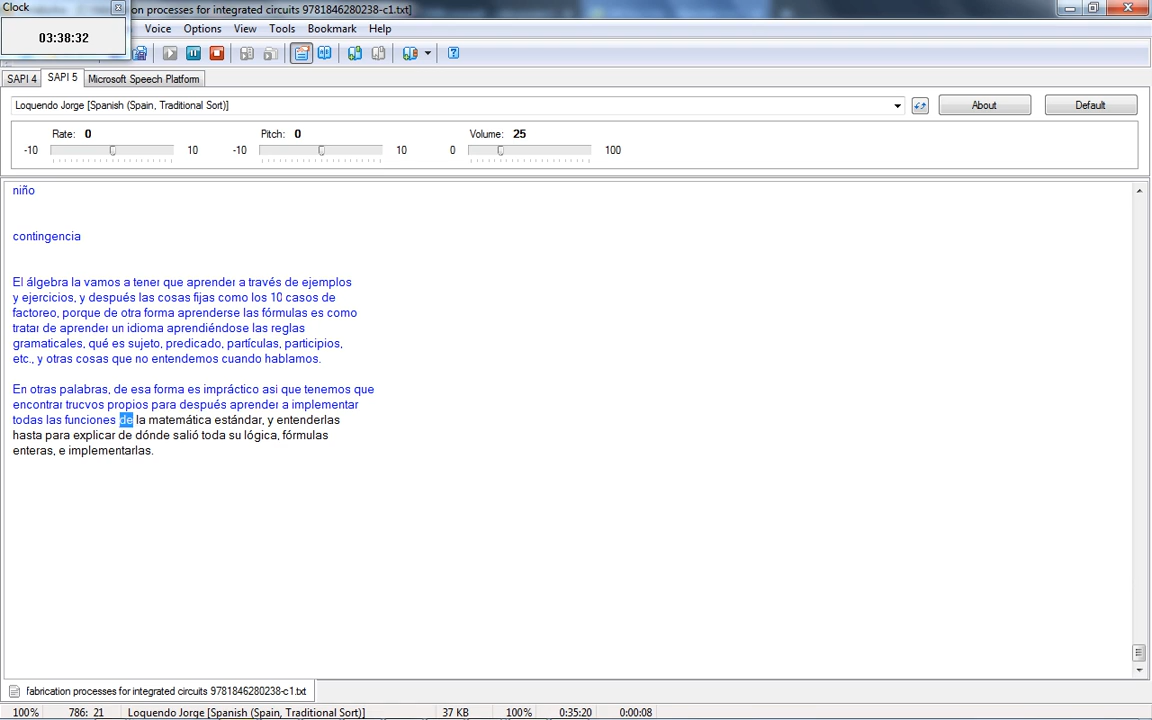 Clock
on processes for integrated circuits 9781846280238-c1.txt]
03:38:32
Voice Options View Tools Bookmark Help
SAPI 4 SAPI 5 Microsoft Speech Platform
Loquendo Jorge [Spanish (Spain, Traditional Sort)] About Default
Rate: 0 Pitch: 0 Volume: 25
-10 10 -10 10 0 100
niño
contingencia
El álgebra la vamos a tener que aprender a través de ejemplos
y ejercicios, y después las cosas fijas como los 10 casos de
factoreo, porque de otra forma aprenderse las fórmulas es como
tratar de aprender un idioma aprendiéndose las reglas
gramaticales, qué es sujeto, predicado, partículas, participios,
etc., y otras cosas que no entendemos cuando hablamos.
En otras palabras, de esa forma es impráctico asi que tenemos que
encontrar trucvos propios para después aprender a implementar
todas las funciones de la matemática estándar, y entenderlas
hasta para explicar de dónde salió toda su lógica, fórmulas
enteras, e implementarlas.
fabrication processes for integrated circuits 9781846280238-c1.txt
100% 786: 21 Loquendo Jorge [Spanish (Spain, Traditional Sort)] 37 KB 100% 0:35:20 0:00:08